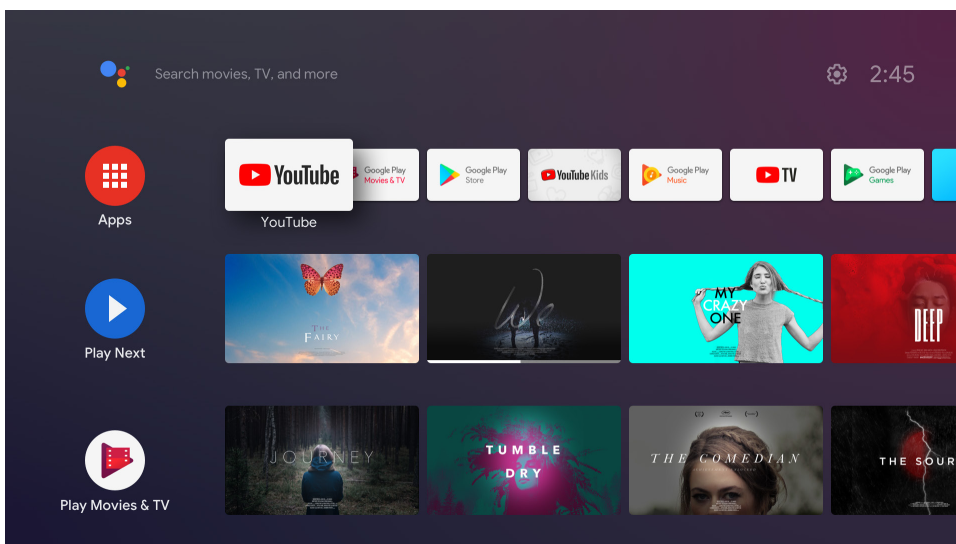 Search movies, TV, and more
2:45
YouTube
Google Play
Movies & TV
Google Play
Store
YouTube Kids
Google Play
Music
TV
Google Play
Games
Apps
YouTube
THE
FAIRY
We
MY
CRAZY
ONE
DEEP
Play Next
JOURNEY
TUMBLE
DRY
THE COMEDIAN
THE SOUR
Play Movies & TV